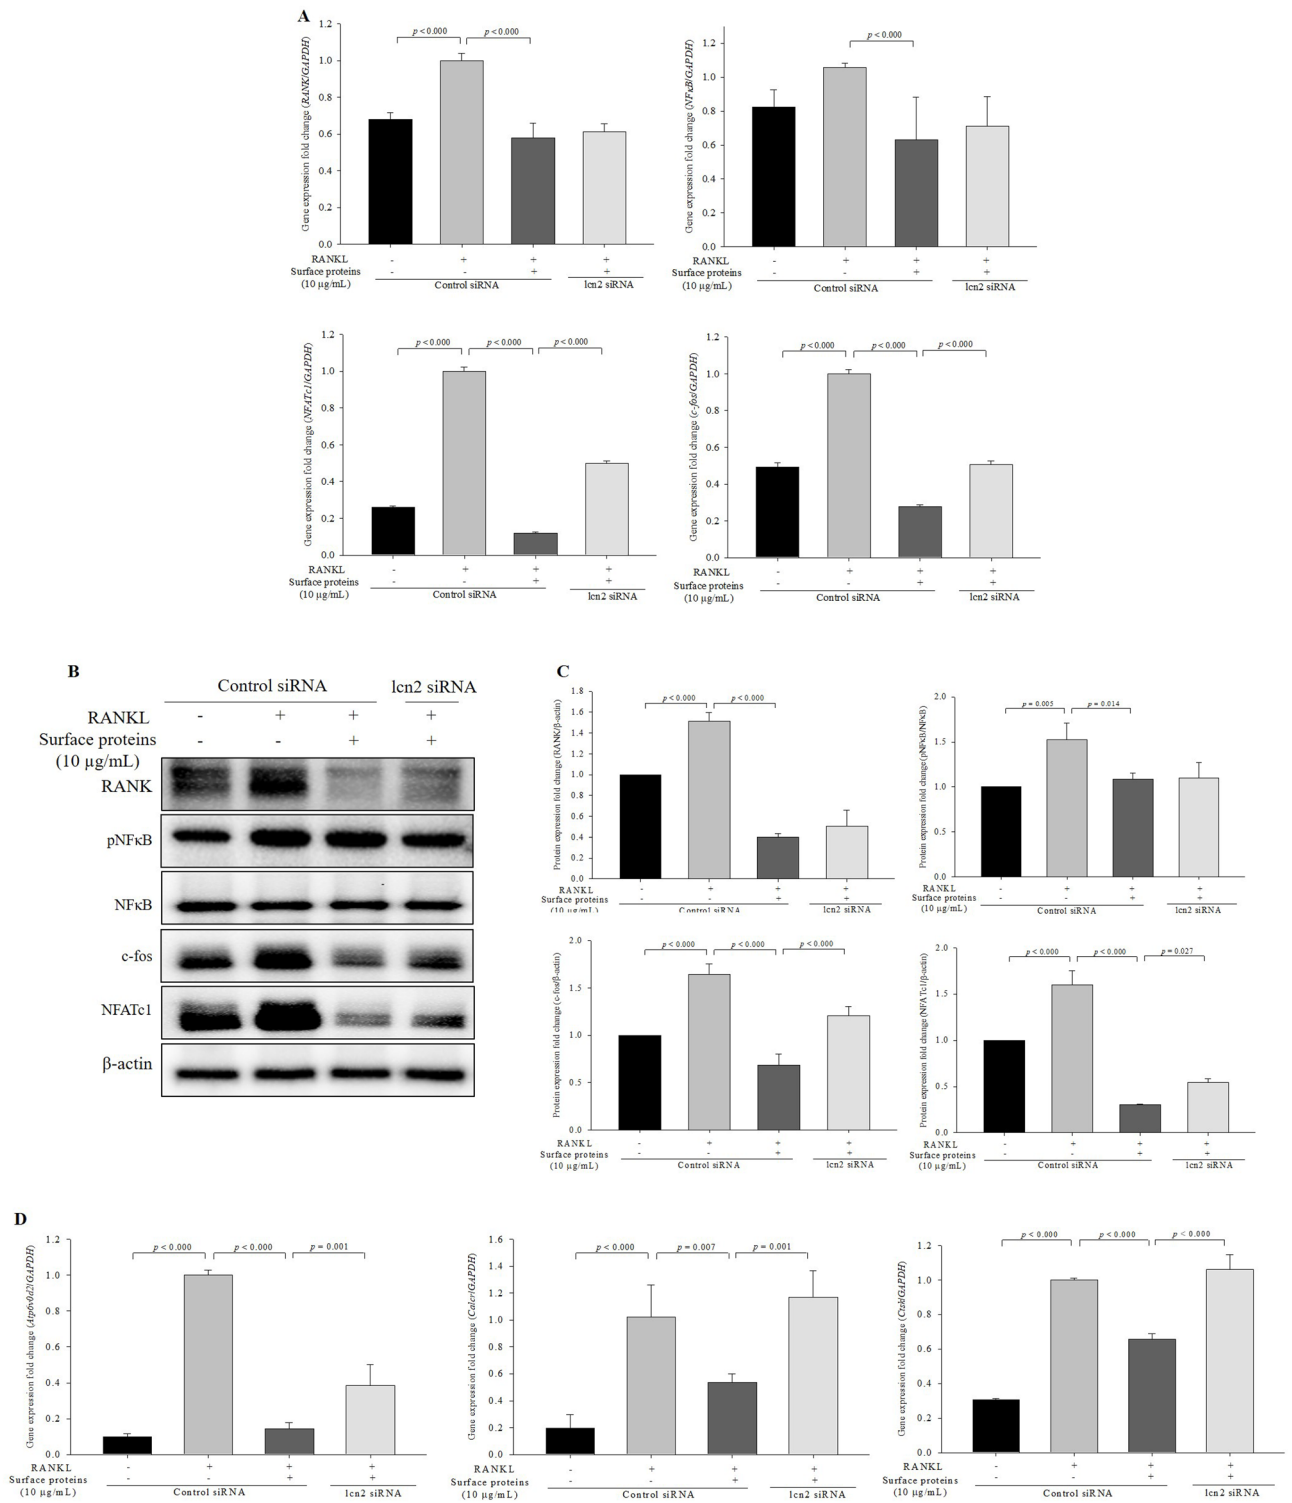 A
Gene expression fold change (RANK/GAPDH)
1.2
1.0
0.8
0.6
0.4
0.2
0.0
p < 0.000
p < 0.000
RANKL - + + +
Surface proteins - - + +
(10 µg/mL)
Control siRNA
lcn2 siRNA
Gene expression fold change (NFκB/GAPDH)
1.2
1.0
0.8
0.6
0.4
0.2
0.0
p < 0.000
RANKL - + + +
Surface proteins - - + +
(10 µg/mL)
Control siRNA
lcn2 siRNA
Gene expression fold change (NFATc1/GAPDH)
1.2
1.0
0.8
0.6
0.4
0.2
0.0
p < 0.000
p < 0.000
p < 0.000
RANKL - + + +
Surface proteins - - + +
(10 µg/mL)
Control siRNA
lcn2 siRNA
Gene expression fold change (c-fos/GAPDH)
1.2
1.0
0.8
0.6
0.4
0.2
0.0
p < 0.000
p < 0.000
p < 0.000
RANKL - + + +
Surface proteins - - + +
(10 µg/mL)
Control siRNA
lcn2 siRNA
B
Control siRNA
lcn2 siRNA
RANKL - + + +
Surface proteins - - + +
(10 µg/mL)
RANK
pNFκB
NFκB
c-fos
NFATc1
β-actin
C
Protein expression fold change (RANK/β-actin)
1.8
1.6
1.4
1.2
1.0
0.8
0.6
0.4
0.2
0.0
p < 0.000
p < 0.000
RANKL - + + +
Surface proteins - - + +
(10 µg/mL)
Control siRNA
lcn2 siRNA
Protein expression fold change (pNFκB/NFκB)
2.0
1.5
1.0
0.5
0.0
p = 0.005
p = 0.014
RANKL - + + +
Surface proteins - - + +
(10 µg/mL)
Control siRNA
lcn2 siRNA
Protein expression fold change (c-fos/β-actin)
2.0
1.5
1.0
0.5
0.0
p < 0.000
p < 0.000
p < 0.000
RANKL - + + +
Surface proteins - - + +
(10 µg/mL)
Control siRNA
lcn2 siRNA
Protein expression fold change (NFATc1/β-actin)
2.0
1.5
1.0
0.5
0.0
p < 0.000
p < 0.000
p = 0.027
RANKL - + + +
Surface proteins - - + +
(10 µg/mL)
Control siRNA
lcn2 siRNA
D
Gene expression fold change (Atp6v0d2/GAPDH)
1.2
1.0
0.8
0.6
0.4
0.2
0.0
p < 0.000
p < 0.000
p = 0.001
RANKL - + + +
Surface proteins - - + +
(10 µg/mL)
Control siRNA
lcn2 siRNA
Gene expression fold change (Calcr/GAPDH)
1.6
1.4
1.2
1.0
0.8
0.6
0.4
0.2
0.0
p < 0.000
p = 0.007
p = 0.001
RANKL - + + +
Surface proteins - - + +
(10 µg/mL)
Control siRNA
lcn2 siRNA
Gene expression fold change (Ctsk/GAPDH)
1.2
1.0
0.8
0.6
0.4
0.2
0.0
p < 0.000
p < 0.000
p < 0.000
RANKL - + + +
Surface proteins - - + +
(10 µg/mL)
Control siRNA
lcn2 siRNA